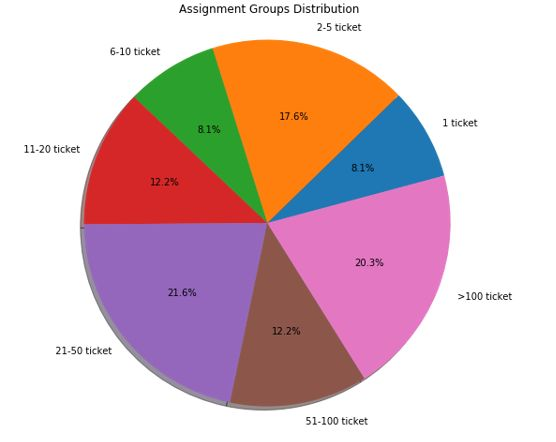 Assignment Groups Distribution
2-5 ticket
6-10 ticket
17.6%
1 ticket
8.1%
11-20 ticket
8.1%
12.2%
20.3%
21.6%
>100 ticket
12.2%
21-50 ticket
51-100 ticket